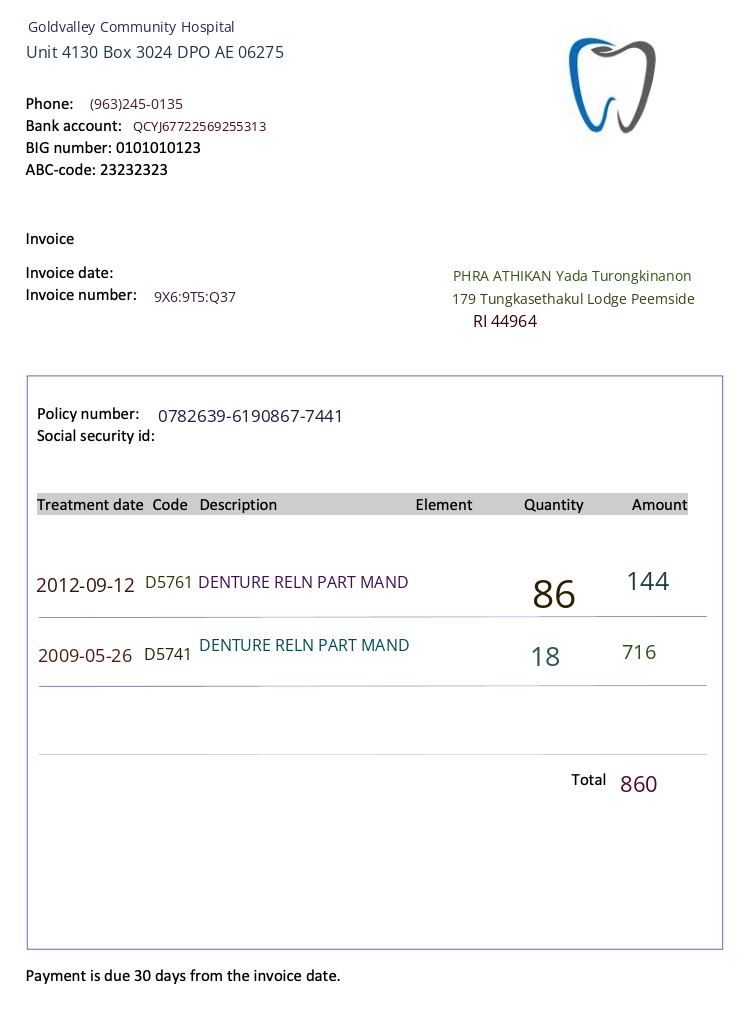 Goldvalley Community Hospital
Unit 4130 Box 3024 DPO AE 06275
Phone: (963)245-0135
Bank account: QCYJ67722569255313
BIG number: 0101010123
ABC-code: 23232323
Invoice
Invoice date:
Invoice number: 9X6:9T5:Q37
PHRA ATHIKAN Yada Turongkinanon
179 Tungkasethakul Lodge Peemside
RI 44964
Policy number: 0782639-6190867-7441
Social security id:
Treatment date Code Description Element Quantity Amount
2012-09-12 D5761 DENTURE RELN PART MAND 86 144
2009-05-26 D5741 DENTURE RELN PART MAND 18 716
Total 860
Payment is due 30 days from the invoice date.